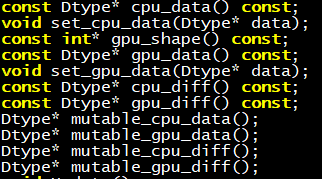 const Dtype* cpu_data() const;
void set_cpu_data(Dtype* data);
const int* gpu_shape() const;
const Dtype* gpu_data() const;
void set_gpu_data(Dtype* data);
const Dtype* cpu_diff() const;
const Dtype* gpu_diff() const;
Dtype* mutable_cpu_data();
Dtype* mutable_gpu_data();
Dtype* mutable_cpu_diff();
Dtype* mutable_gpu_diff();